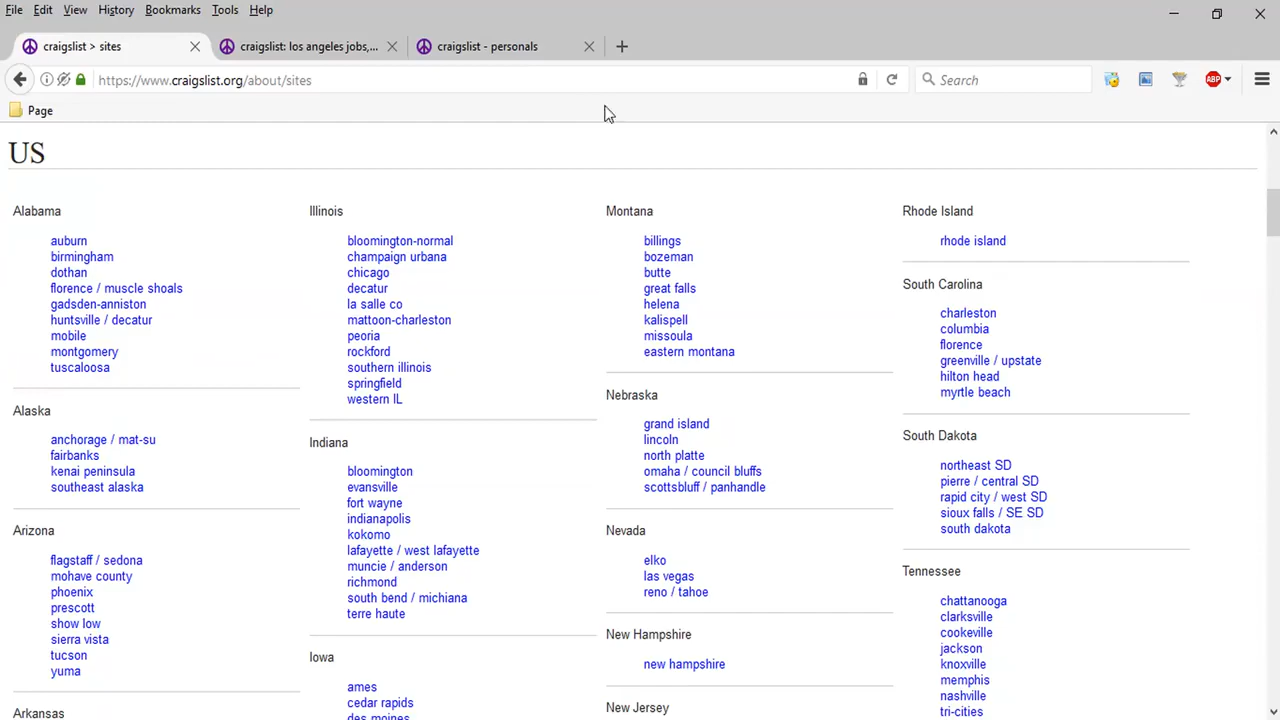 File Edit View History Bookmarks Tools Help
craigslist > sites
craigslist: los angeles jobs,...
craigslist - personals
https://www.craigslist.org/about/sites
Search
ABP
Page
US
Alabama
auburn
birmingham
dothan
florence / muscle shoals
gadsden-anniston
huntsville / decatur
mobile
montgomery
tuscaloosa
Alaska
anchorage / mat-su
fairbanks
kenai peninsula
southeast alaska
Arizona
flagstaff / sedona
mohave county
phoenix
prescott
show low
sierra vista
tucson
yuma
Arkansas
Illinois
bloomington-normal
champaign urbana
chicago
decatur
la salle co
mattoon-charleston
peoria
rockford
southern illinois
springfield
western IL
Indiana
bloomington
evansville
fort wayne
indianapolis
kokomo
lafayette / west lafayette
muncie / anderson
richmond
south bend / michiana
terre haute
Iowa
ames
cedar rapids
des moines
Montana
billings
bozeman
butte
great falls
helena
kalispell
missoula
eastern montana
Nebraska
grand island
lincoln
north platte
omaha / council bluffs
scottsbluff / panhandle
Nevada
elko
las vegas
reno / tahoe
New Hampshire
new hampshire
New Jersey
Rhode Island
rhode island
South Carolina
charleston
columbia
florence
greenville / upstate
hilton head
myrtle beach
South Dakota
northeast SD
pierre / central SD
rapid city / west SD
sioux falls / SE SD
south dakota
Tennessee
chattanooga
clarksville
cookeville
jackson
knoxville
memphis
nashville
tri-cities